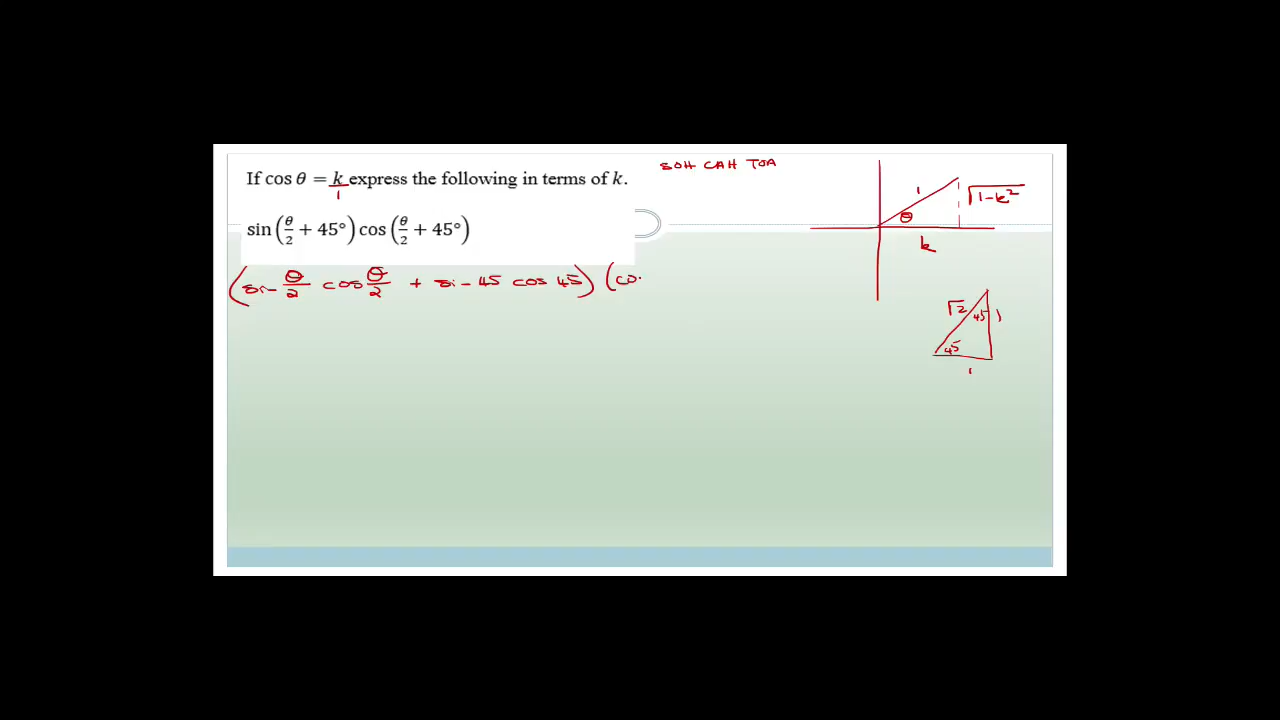 SOH CAH TOA
If cos θ = k express the following in terms of k.
1
sin(θ/2 + 45°) cos(θ/2 + 45°)
(sin θ/2 cos θ/2 + sin 45 cos 45) (co
1
√1-k²
θ
k
√2
45
1
45
1